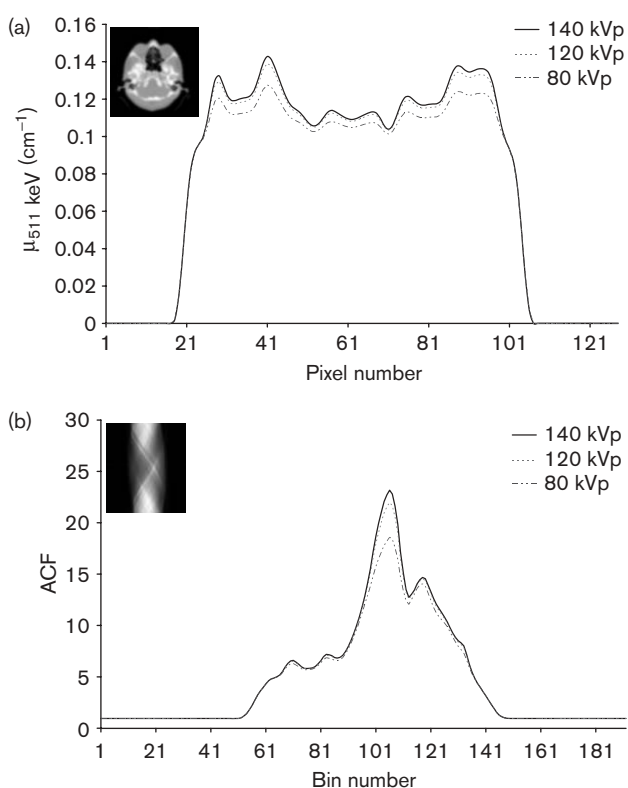 (a)
0.16
0.14
0.12
0.1
0.08
0.06
0.04
0.02
0
μ511 keV (cm−1)
140 kVp
120 kVp
80 kVp
1 21 41 61 81 101 121
Pixel number
(b)
30
25
20
15
10
5
0
ACF
140 kVp
120 kVp
80 kVp
1 21 41 61 81 101 121 141 161 181
Bin number